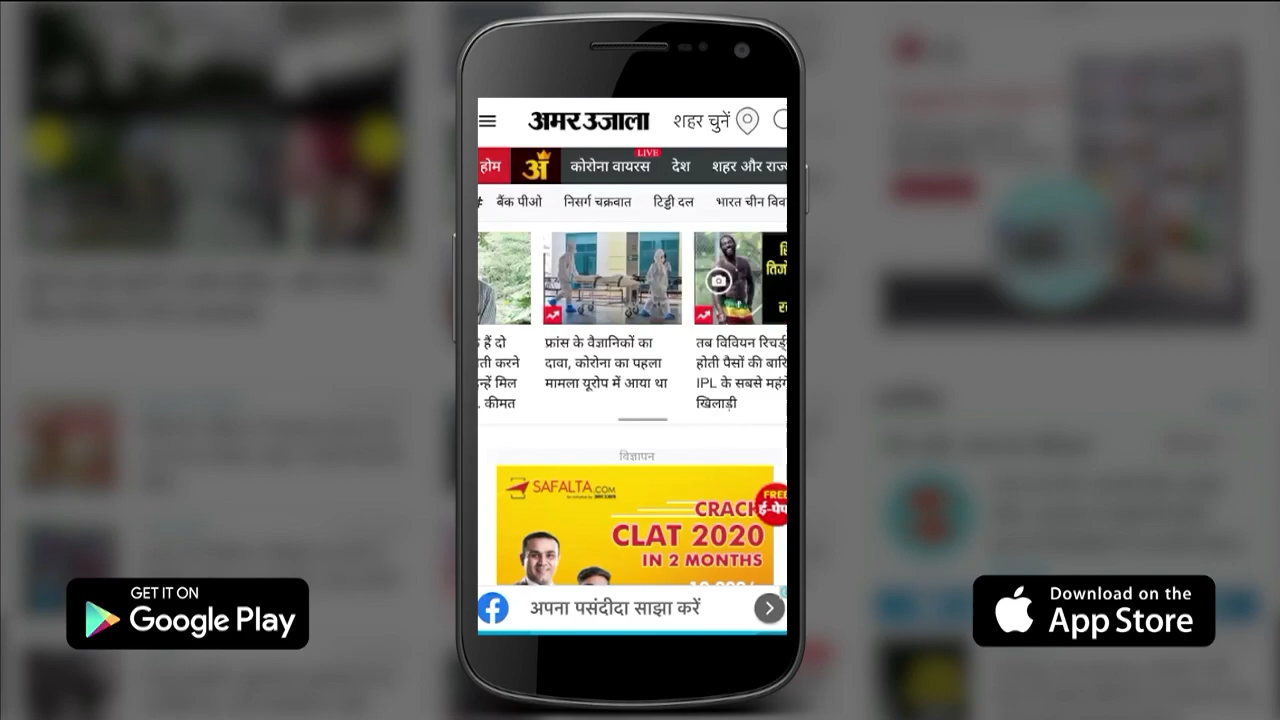 अमर उजाला
शहर चुनें
होम
अ
कोरोना वायरस
LIVE
देश
शहर और राज्
# बैंक पीओ
निसर्ग चक्रवात
टिड्डी दल
भारत चीन विवा
हैं दो
ती करने
न्हें मिल
. कीमत
फ्रांस के वैज्ञानिकों का
दावा, कोरोना का पहला
मामला यूरोप में आया था
तब विवियन रिचर्ड्
होती पैसों की बारि
IPL के सबसे महंगे
खिलाड़ी
विज्ञापन
SAFALTA.COM
CRACK
CLAT 2020
IN 2 MONTHS
FREE
ई-पेप
अपना पसंदीदा साझा करें
GET IT ON
Google Play
Download on the
App Store